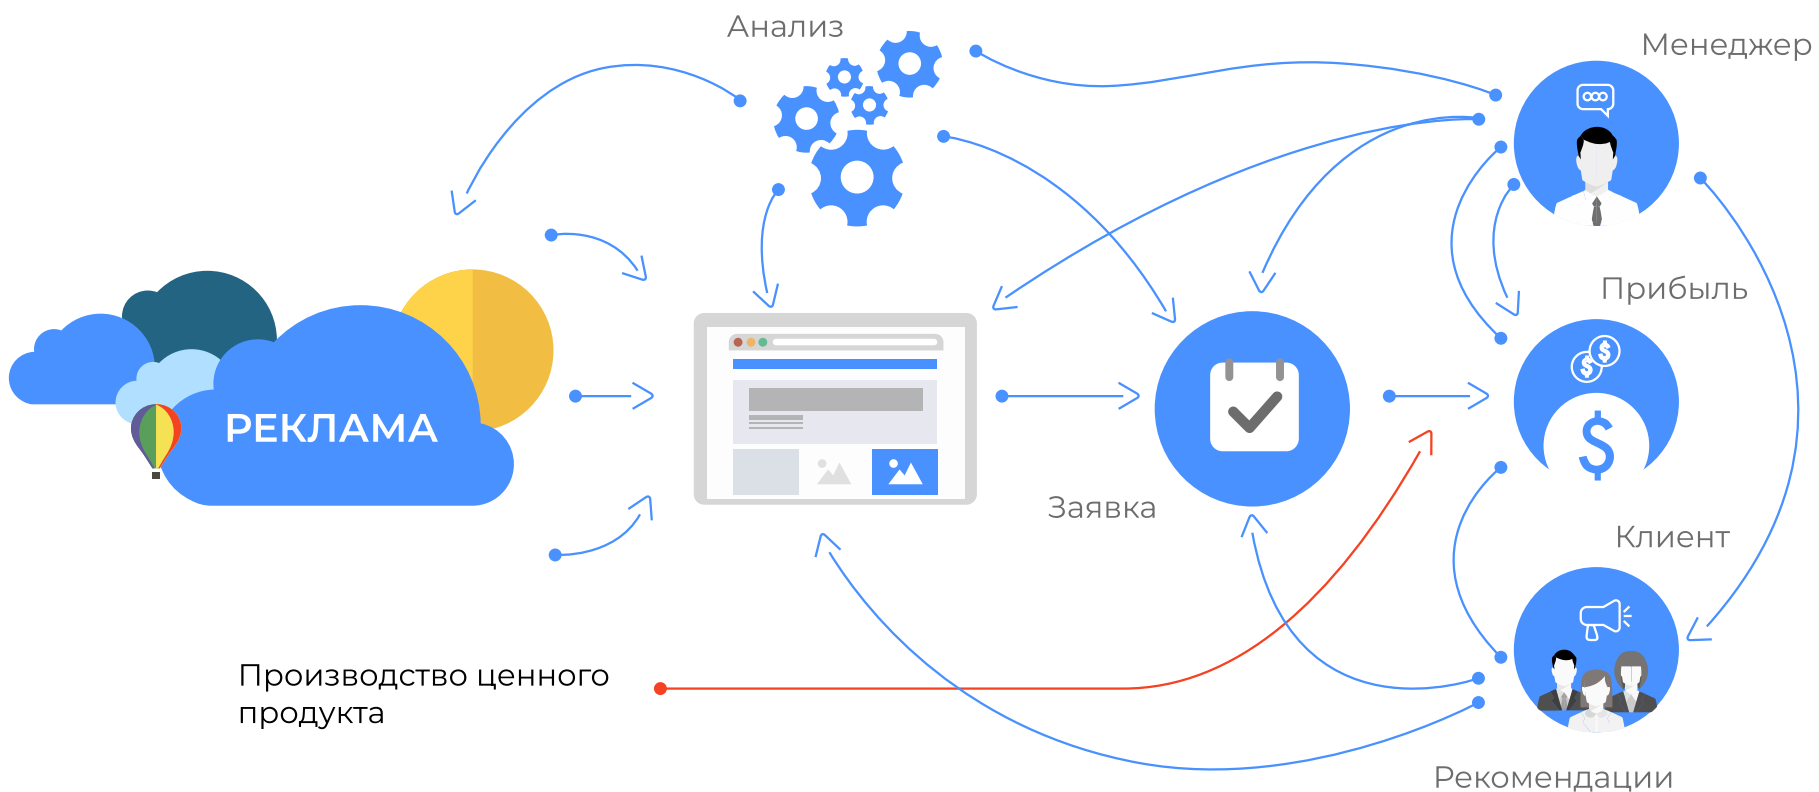 Анализ
Менеджер
Прибыль
РЕКЛАМА
Заявка
Клиент
Производство ценного
продукта
Рекомендации